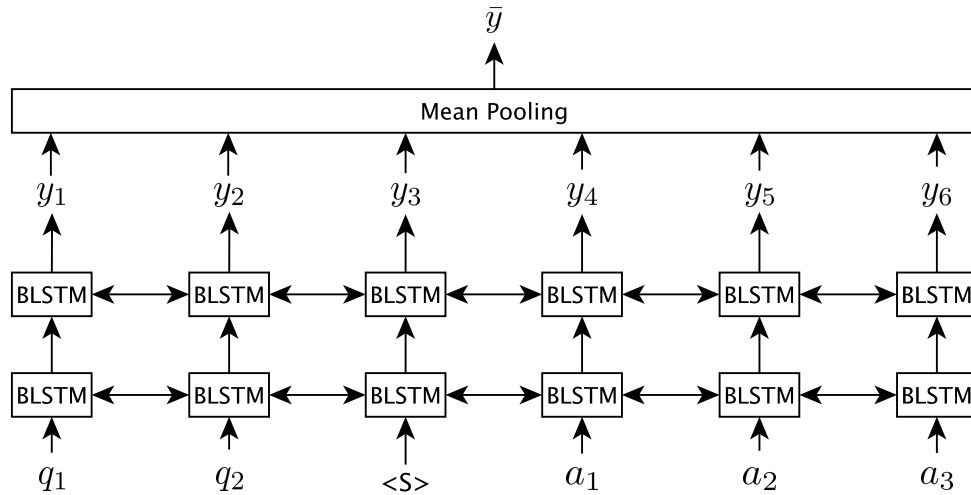 ȳ
Mean Pooling
y₁ y₂ y₃ y₄ y₅ y₆
BLSTM BLSTM BLSTM BLSTM BLSTM BLSTM
BLSTM BLSTM BLSTM BLSTM BLSTM BLSTM
q₁ q₂ <S> a₁ a₂ a₃